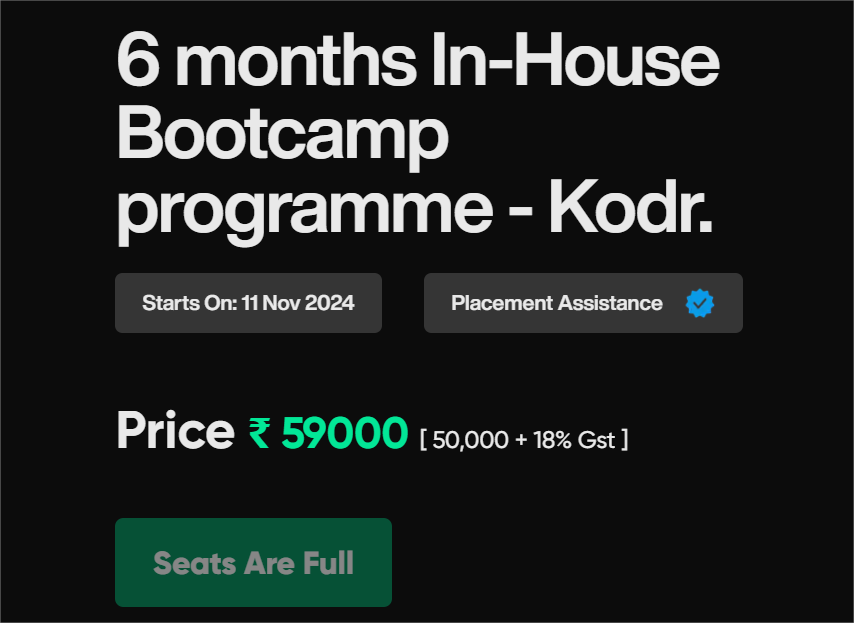 6 months In-House
Bootcamp
programme - Kodr.
Starts On: 11 Nov 2024
Placement Assistance
Price ₹ 59000 [ 50,000 + 18% Gst ]
Seats Are Full